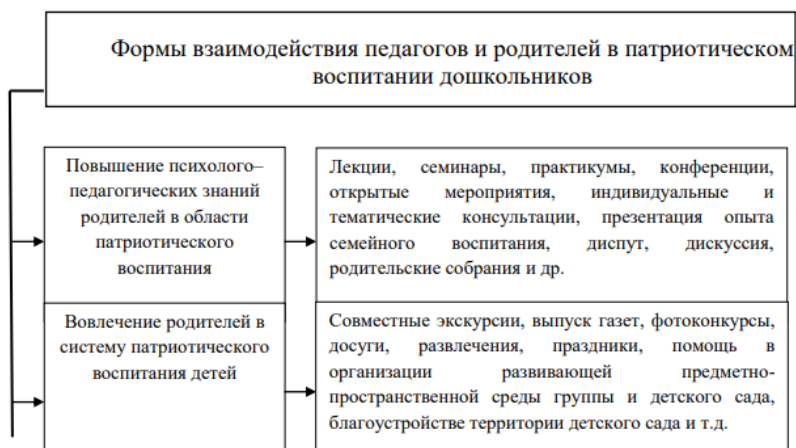 Формы взаимодействия педагогов и родителей в патриотическом
воспитании дошкольников
Повышение психолого–
педагогических знаний
родителей в области
патриотического
воспитания
Лекции, семинары, практикумы, конференции,
открытые мероприятия, индивидуальные и
тематические консультации, презентация опыта
семейного воспитания, диспут, дискуссия,
родительские собрания и др.
Вовлечение родителей в
систему патриотического
воспитания детей
Совместные экскурсии, выпуск газет, фотоконкурсы,
досуги, развлечения, праздники, помощь в
организации развивающей предметно-
пространственной среды группы и детского сада,
благоустройстве территории детского сада и т.д.